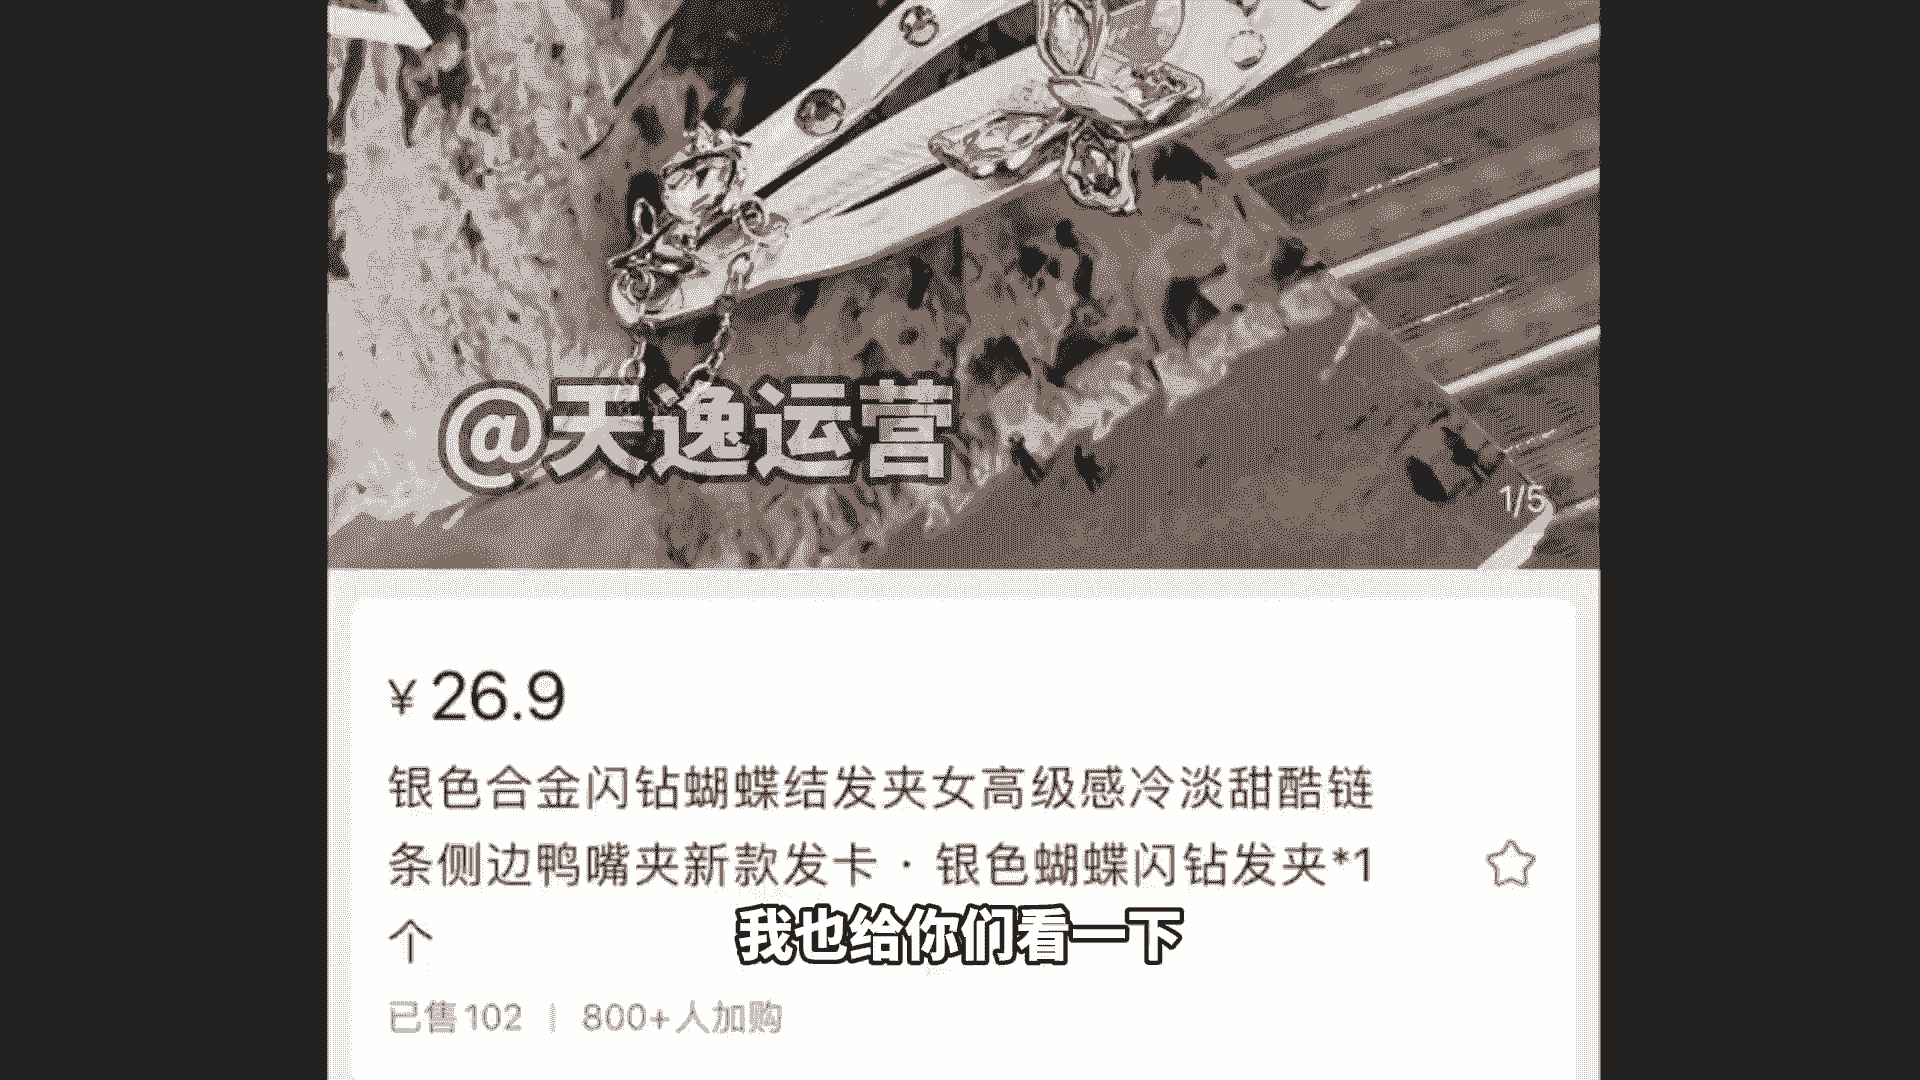 @天逸运营
1/5
¥26.9
银色合金闪钻蝴蝶结发夹女高级感冷淡甜酷链
条侧边鸭嘴夹新款发卡·银色蝴蝶闪钻发夹*1
个
我也给你们看一下
已售102 | 800+人加购